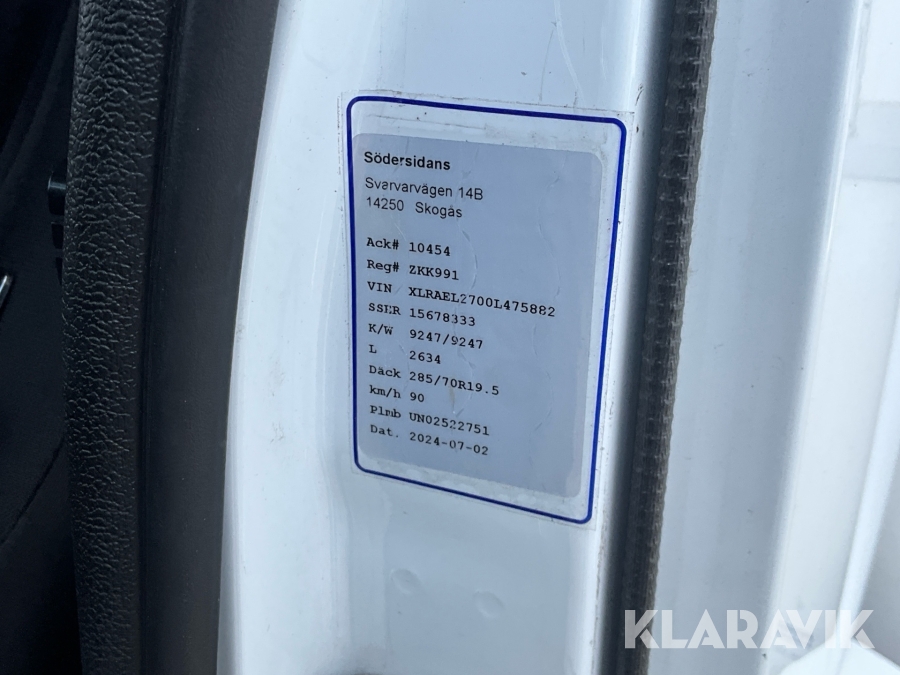 Södersidans
Svarvarvägen 14B
14250 Skogås
Ack# 10454
Reg# ZKK991
VIN XLRAEL2700L475882
SSER 15678333
K/W 9247/9247
L 2634
Däck 285/70R19.5
km/h 90
Plmb UN02522751
Dat. 2024-07-02
KLARAVIK